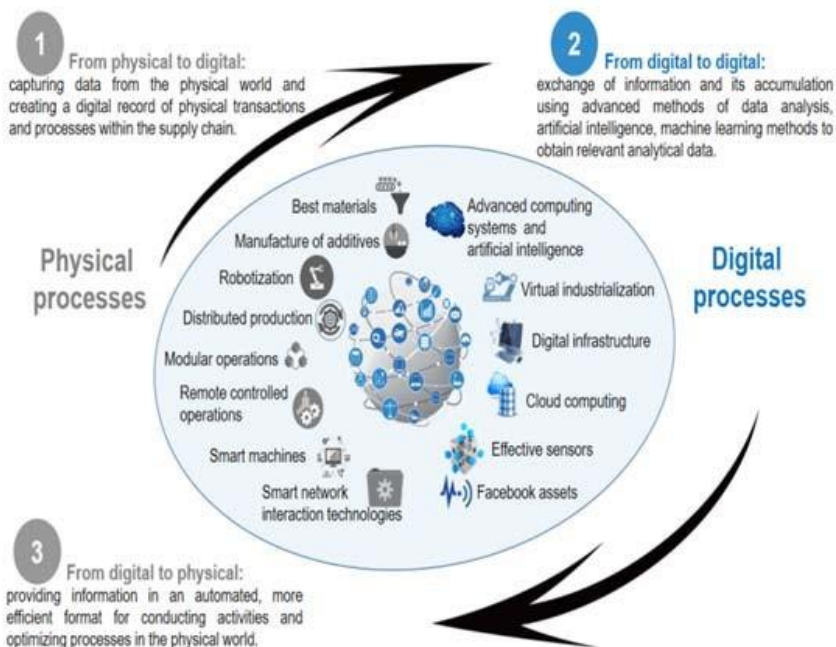 1
From physical to digital:
capturing data from the physical world and
creating a digital record of physical transactions
and processes within the supply chain.
2
From digital to digital:
exchange of information and its accumulation
using advanced methods of data analysis,
artificial intelligence, machine learning methods to
obtain relevant analytical data.
Physical
processes
Best materials
Manufacture of additives
Robotization
Distributed production
Modular operations
Remote controlled
operations
Smart machines
Smart network
interaction technologies
Advanced computing
systems and
artificial intelligence
Virtual industrialization
Digital infrastructure
Cloud computing
Effective sensors
Facebook assets
Digital
processes
3
From digital to physical:
providing information in an automated, more
efficient format for conducting activities and
optimizing processes in the physical world.